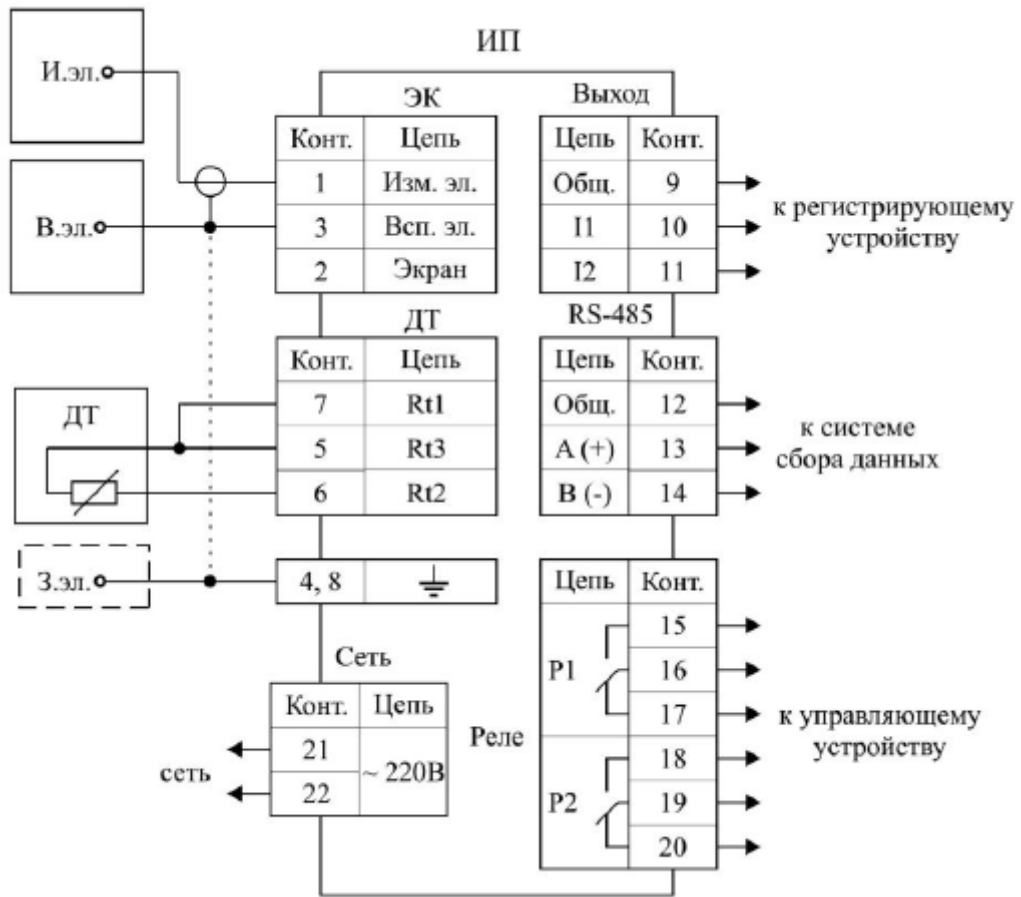 ИП
И.эл.
В.эл.
ЭК
Конт. Цепь
1 Изм. эл.
3 Всп. эл.
2 Экран
Выход
Цепь Конт.
Общ. 9
I1 10
I2 11
к регистрирующему
устройству
ДТ
ДТ
Конт. Цепь
7 Rt1
5 Rt3
6 Rt2
RS-485
Цепь Конт.
Общ. 12
A (+) 13
B (-) 14
к системе
сбора данных
З.эл.
4, 8
Сеть
Конт. Цепь
21
22
~ 220В
сеть
Реле
Цепь Конт.
P1
15
16
17
P2
18
19
20
к управляющему
устройству